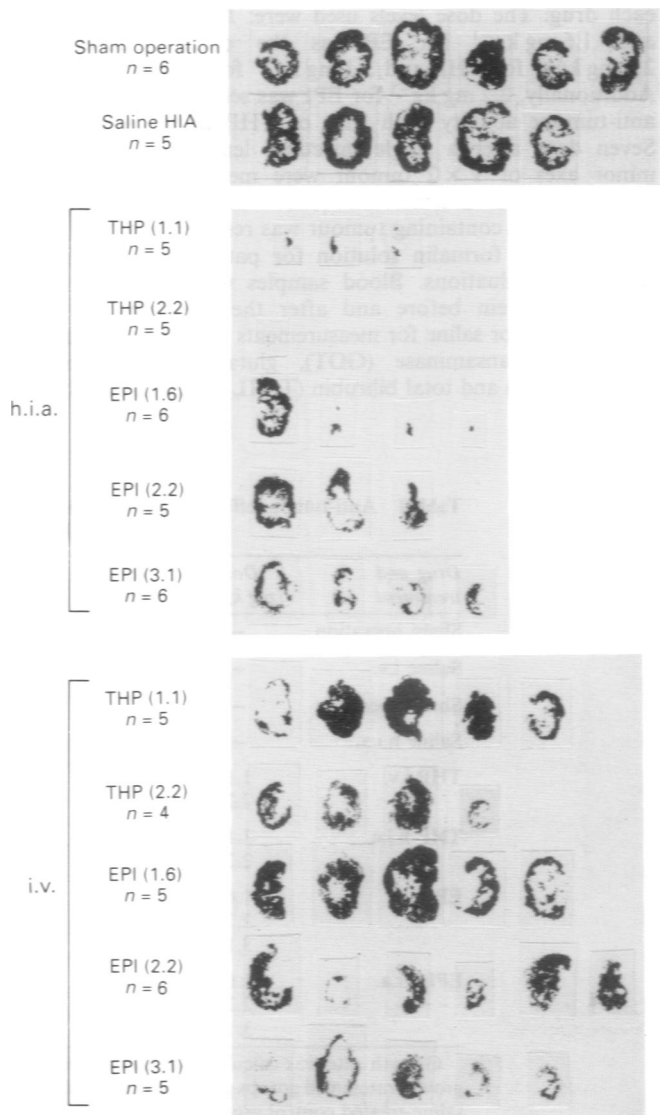 Sham operation
n = 6
Saline HIA
n = 5
h.i.a.
THP (1.1)
n = 5
THP (2.2)
n = 5
EPI (1.6)
n = 6
EPI (2.2)
n = 5
EPI (3.1)
n = 6
i.v.
THP (1.1)
n = 5
THP (2.2)
n = 4
EPI (1.6)
n = 5
EPI (2.2)
n = 6
EPI (3.1)
n = 5